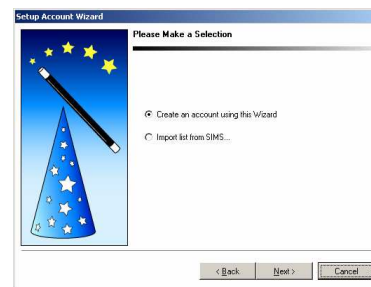 Setup Account Wizard
Please Make a Selection
Create an account using this Wizard
Import list from SIMS...
< Back
Next >
Cancel